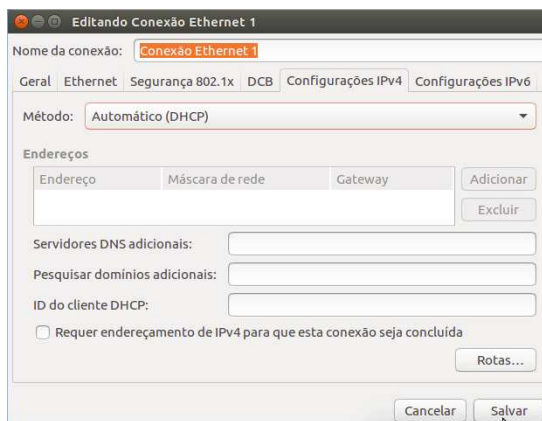 Editando Conexão Ethernet 1
Nome da conexão: Conexão Ethernet 1
Geral Ethernet Segurança 802.1x DCB Configurações IPv4 Configurações IPv6
Método: Automático (DHCP)
Endereços
Endereço Máscara de rede Gateway Adicionar
Excluir
Servidores DNS adicionais:
Pesquisar domínios adicionais:
ID do cliente DHCP:
Requer endereçamento de IPv4 para que esta conexão seja concluída
Rotas...
Cancelar Salvar